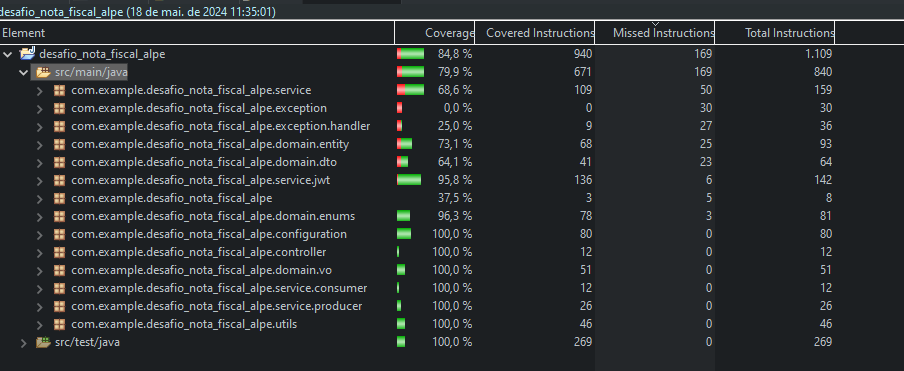 desafio_nota_fiscal_alpe (18 de mai. de 2024 11:35:01)
Element Coverage Covered Instructions Missed Instructions Total Instructions
desafio_nota_fiscal_alpe 84,8 % 940 169 1.109
src/main/java 79,9 % 671 169 840
com.example.desafio_nota_fiscal_alpe.service 68,6 % 109 50 159
com.example.desafio_nota_fiscal_alpe.exception 0,0 % 0 30 30
com.example.desafio_nota_fiscal_alpe.exception.handler 25,0 % 9 27 36
com.example.desafio_nota_fiscal_alpe.domain.entity 73,1 % 68 25 93
com.example.desafio_nota_fiscal_alpe.domain.dto 64,1 % 41 23 64
com.example.desafio_nota_fiscal_alpe.service.jwt 95,8 % 136 6 142
com.example.desafio_nota_fiscal_alpe 37,5 % 3 5 8
com.example.desafio_nota_fiscal_alpe.domain.enums 96,3 % 78 3 81
com.example.desafio_nota_fiscal_alpe.configuration 100,0 % 80 0 80
com.example.desafio_nota_fiscal_alpe.controller 100,0 % 12 0 12
com.example.desafio_nota_fiscal_alpe.domain.vo 100,0 % 51 0 51
com.example.desafio_nota_fiscal_alpe.service.consumer 100,0 % 12 0 12
com.example.desafio_nota_fiscal_alpe.service.producer 100,0 % 26 0 26
com.example.desafio_nota_fiscal_alpe.utils 100,0 % 46 0 46
src/test/java 100,0 % 269 0 269